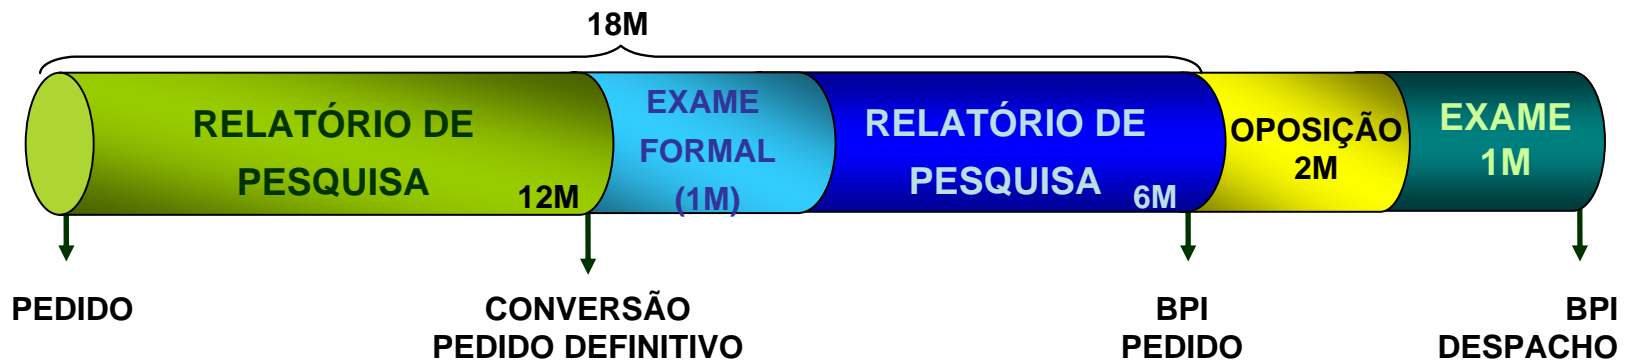 18M
RELATÓRIO DE
PESQUISA
12M
EXAME
FORMAL
(1M)
RELATÓRIO DE
PESQUISA
6M
OPOSIÇÃO
2M
EXAME
1M
PEDIDO
CONVERSÃO
PEDIDO DEFINITIVO
BPI
PEDIDO
BPI
DESPACHO